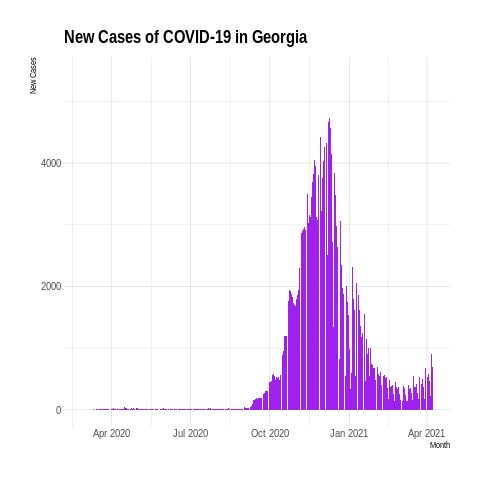 New Cases of COVID-19 in Georgia
New Cases
4000
2000
0
Apr 2020
Jul 2020
Oct 2020
Jan 2021
Apr 2021
Month